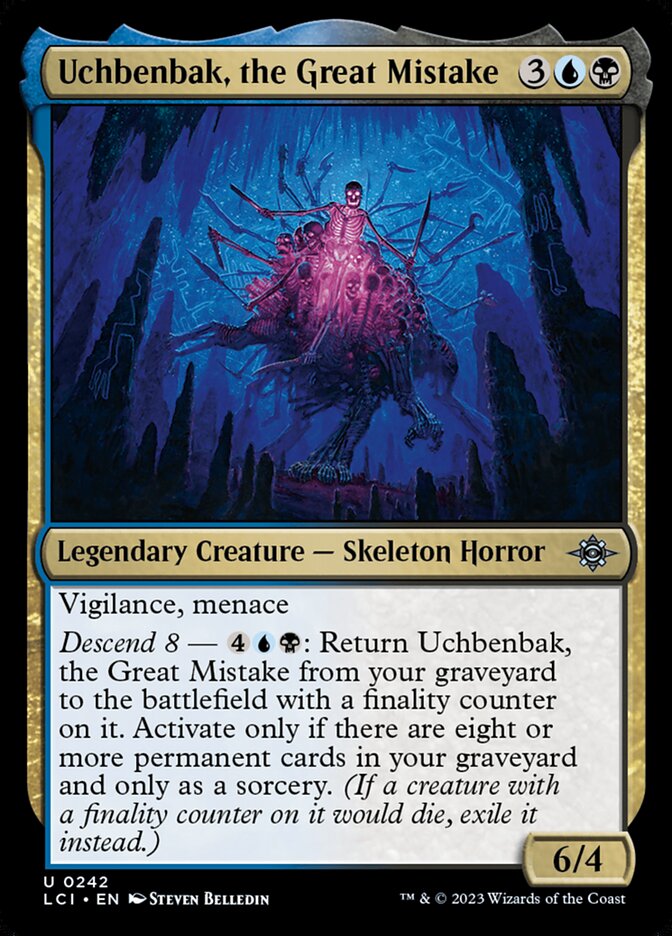 Uchbenbak, the Great Mistake 3
Legendary Creature — Skeleton Horror
Vigilance, menace
Descend 8 — 4: Return Uchbenbak,
the Great Mistake from your graveyard
to the battlefield with a finality counter
on it. Activate only if there are eight or
more permanent cards in your graveyard
and only as a sorcery. (If a creature with
a finality counter on it would die, exile it
instead.)
6/4
U 0242
LCI • EN Steven Belledin
™ & © 2023 Wizards of the Coast